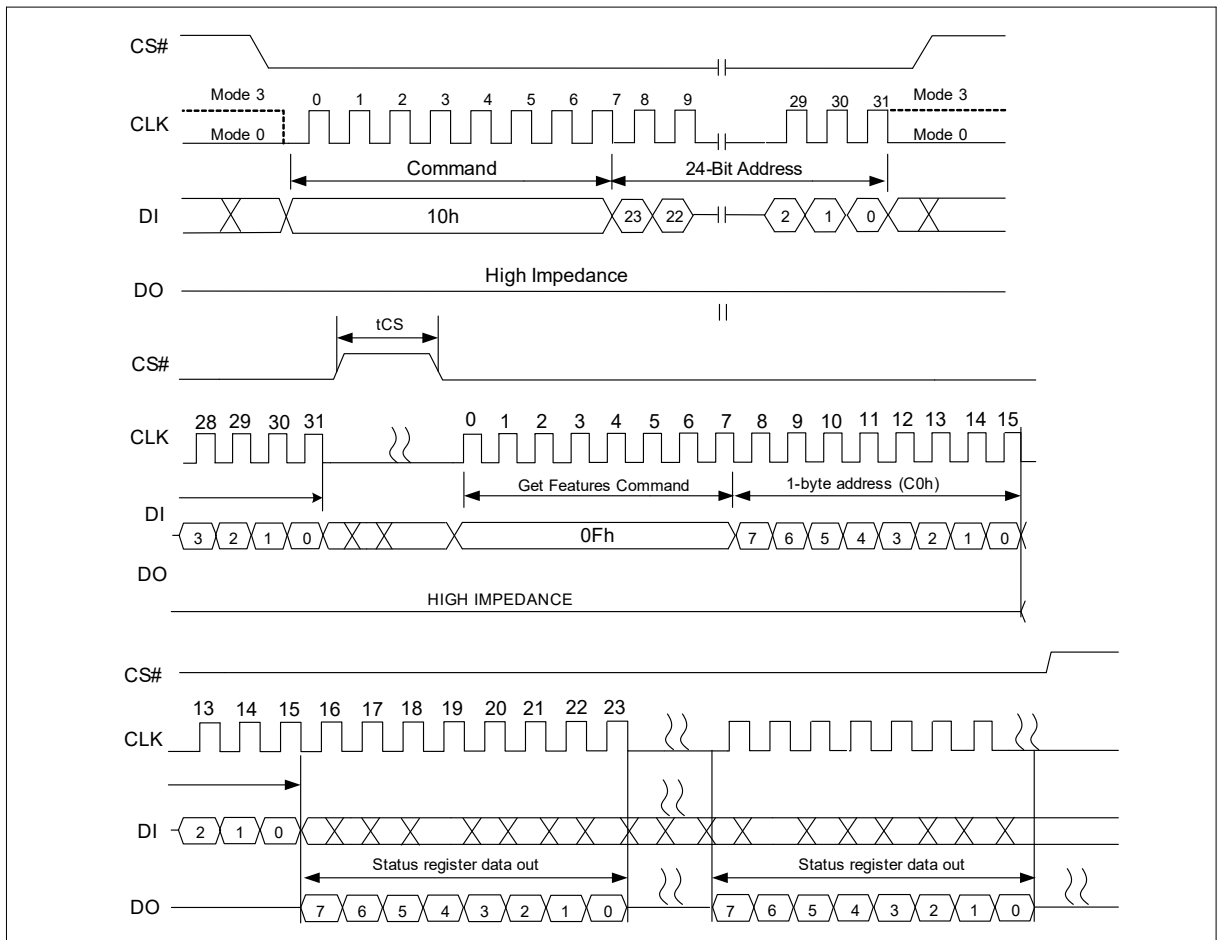 CS#
Mode 3
0 1 2 3 4 5 6 7 8 9 29 30 31
Mode 3
CLK
Mode 0
Mode 0
Command
24-Bit Address
DI
10h
23 22 2 1 0
High Impedance
DO
tCS
CS#
28 29 30 31 0 1 2 3 4 5 6 7 8 9 10 11 12 13 14 15
CLK
Get Features Command
1-byte address (C0h)
DI
3 2 1 0
0Fh
7 6 5 4 3 2 1 0
DO
HIGH IMPEDANCE
CS#
13 14 15 16 17 18 19 20 21 22 23
CLK
DI
2 1 0
Status register data out
Status register data out
DO
7 6 5 4 3 2 1 0
7 6 5 4 3 2 1 0